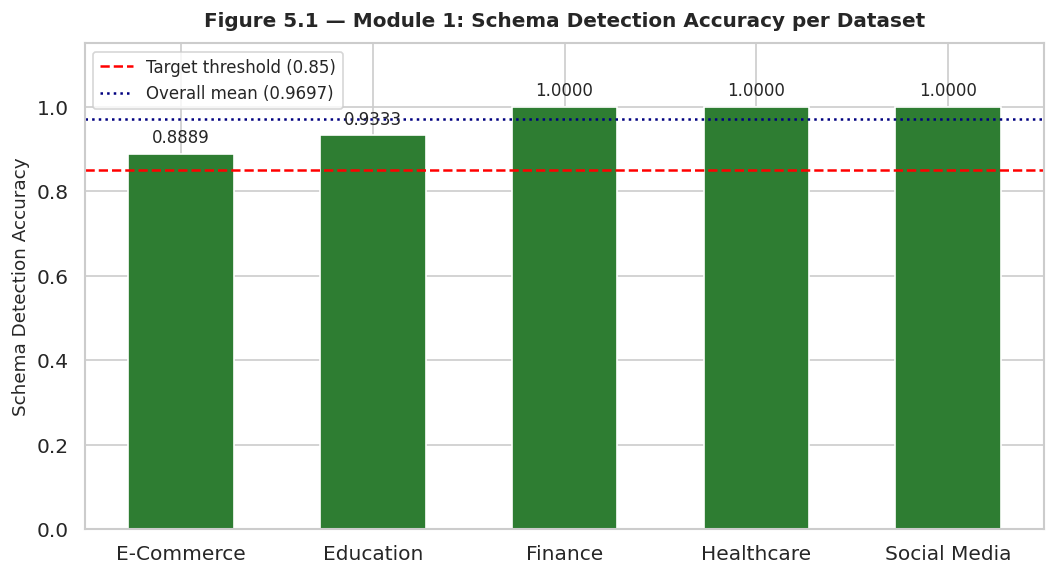 Figure 5.1 — Module 1: Schema Detection Accuracy per Dataset
Target threshold (0.85)
Overall mean (0.9697)
Schema Detection Accuracy
1.0
0.8
0.6
0.4
0.2
0.0
0.8889
0.9333
1.0000
1.0000
1.0000
E-Commerce
Education
Finance
Healthcare
Social Media